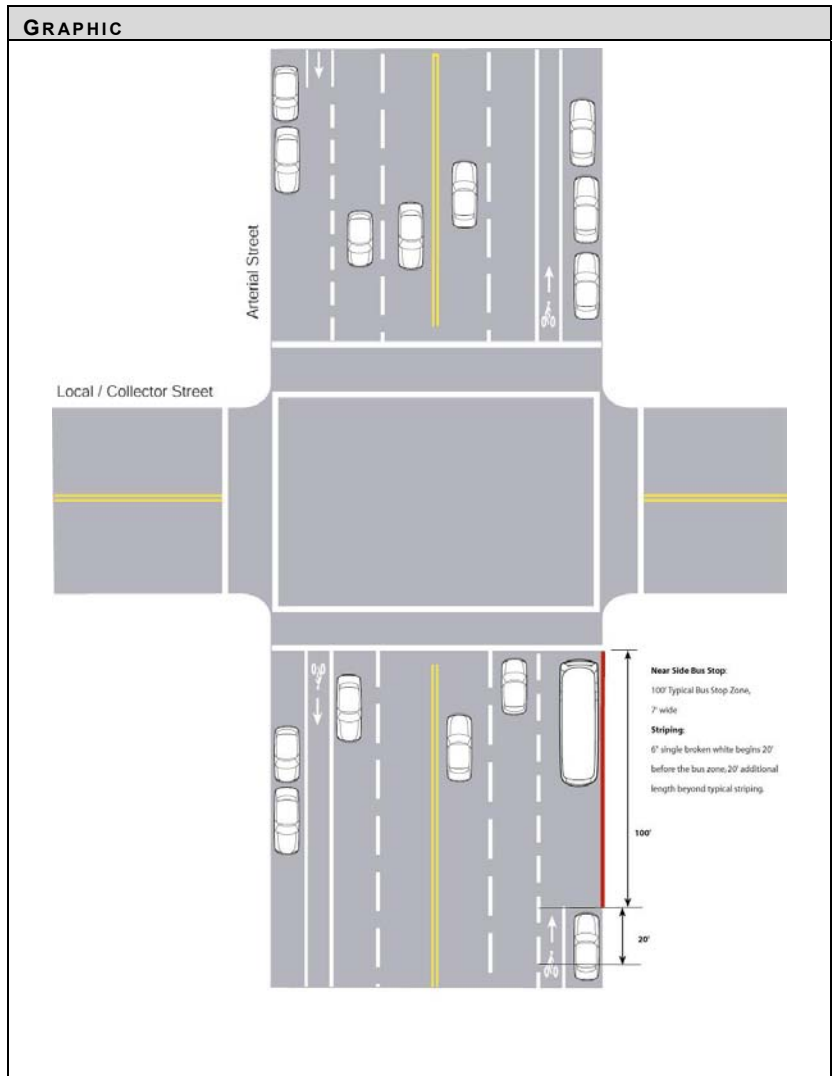 GRAPHIC
Arterial Street
Local / Collector Street
Near Side Bus Stop:
100' Typical Bus Stop Zone,
7' wide
Striping:
6" single broken white begins 20'
before the bus zone, 20' additional
length beyond typical striping.
100'
20'